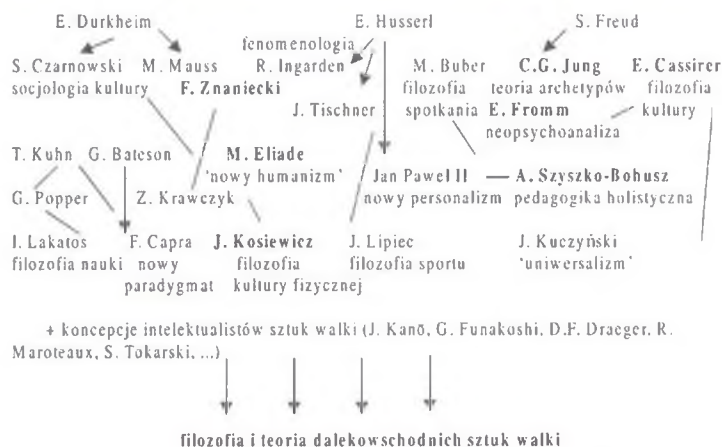 E. Durkheim E. Husserl S. Freud
fenomenologia
S. Czarnowski M. Mauss R. Ingarden M. Buber C.G. Jung E. Cassirer
socjologia kultury F. Znaniecki filozofia teoria archetypów filozofia
J. Tischner spotkania E. Fromm kultury
neopsychoanaliza
T. Kuhn G. Bateson M. Eliade Jan Paweł II — A. Szyszko-Bohusz
'nowy humanizm' nowy personalizm pedagogika holistyczna
G. Popper Z. Krawczyk
I. Lakatos F. Capra J. Kosiewicz J. Lipiec J. Kuczyński
filozofia nauki nowy filozofia filozofia sportu 'uniwersalizm'
paradygmat kultury fizycznej
+ koncepcje intelektualistów sztuk walki (J. Kanō, G. Funakoshi, D.F. Draeger, R.
Maroteaux, S. Tokarski, ...)
filozofia i teoria dalekowschodnich sztuk walki